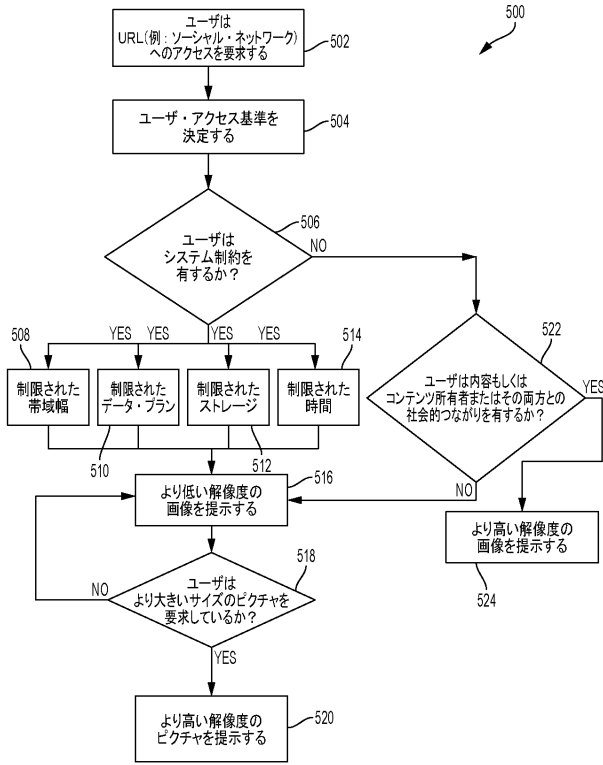 500
ユーザは
URL(例：ソーシャル・ネットワーク)
へのアクセスを要求する
502
ユーザ・アクセス基準を
決定する
504
ユーザは
システム制約を
有するか？
506
NO
YES
YES
YES
YES
508
制限された
帯域幅
制限された
データ・プラン
510
制限された
ストレージ
512
514
制限された
時間
ユーザは内容もしくは
コンテンツ所有者またはその両方との
社会的つながりを有するか？
522
YES
NO
より低い解像度の
画像を提示する
516
より高い解像度の
画像を提示する
524
ユーザは
より大きいサイズのピクチャを
要求しているか？
518
NO
YES
より高い解像度の
ピクチャを提示する
520